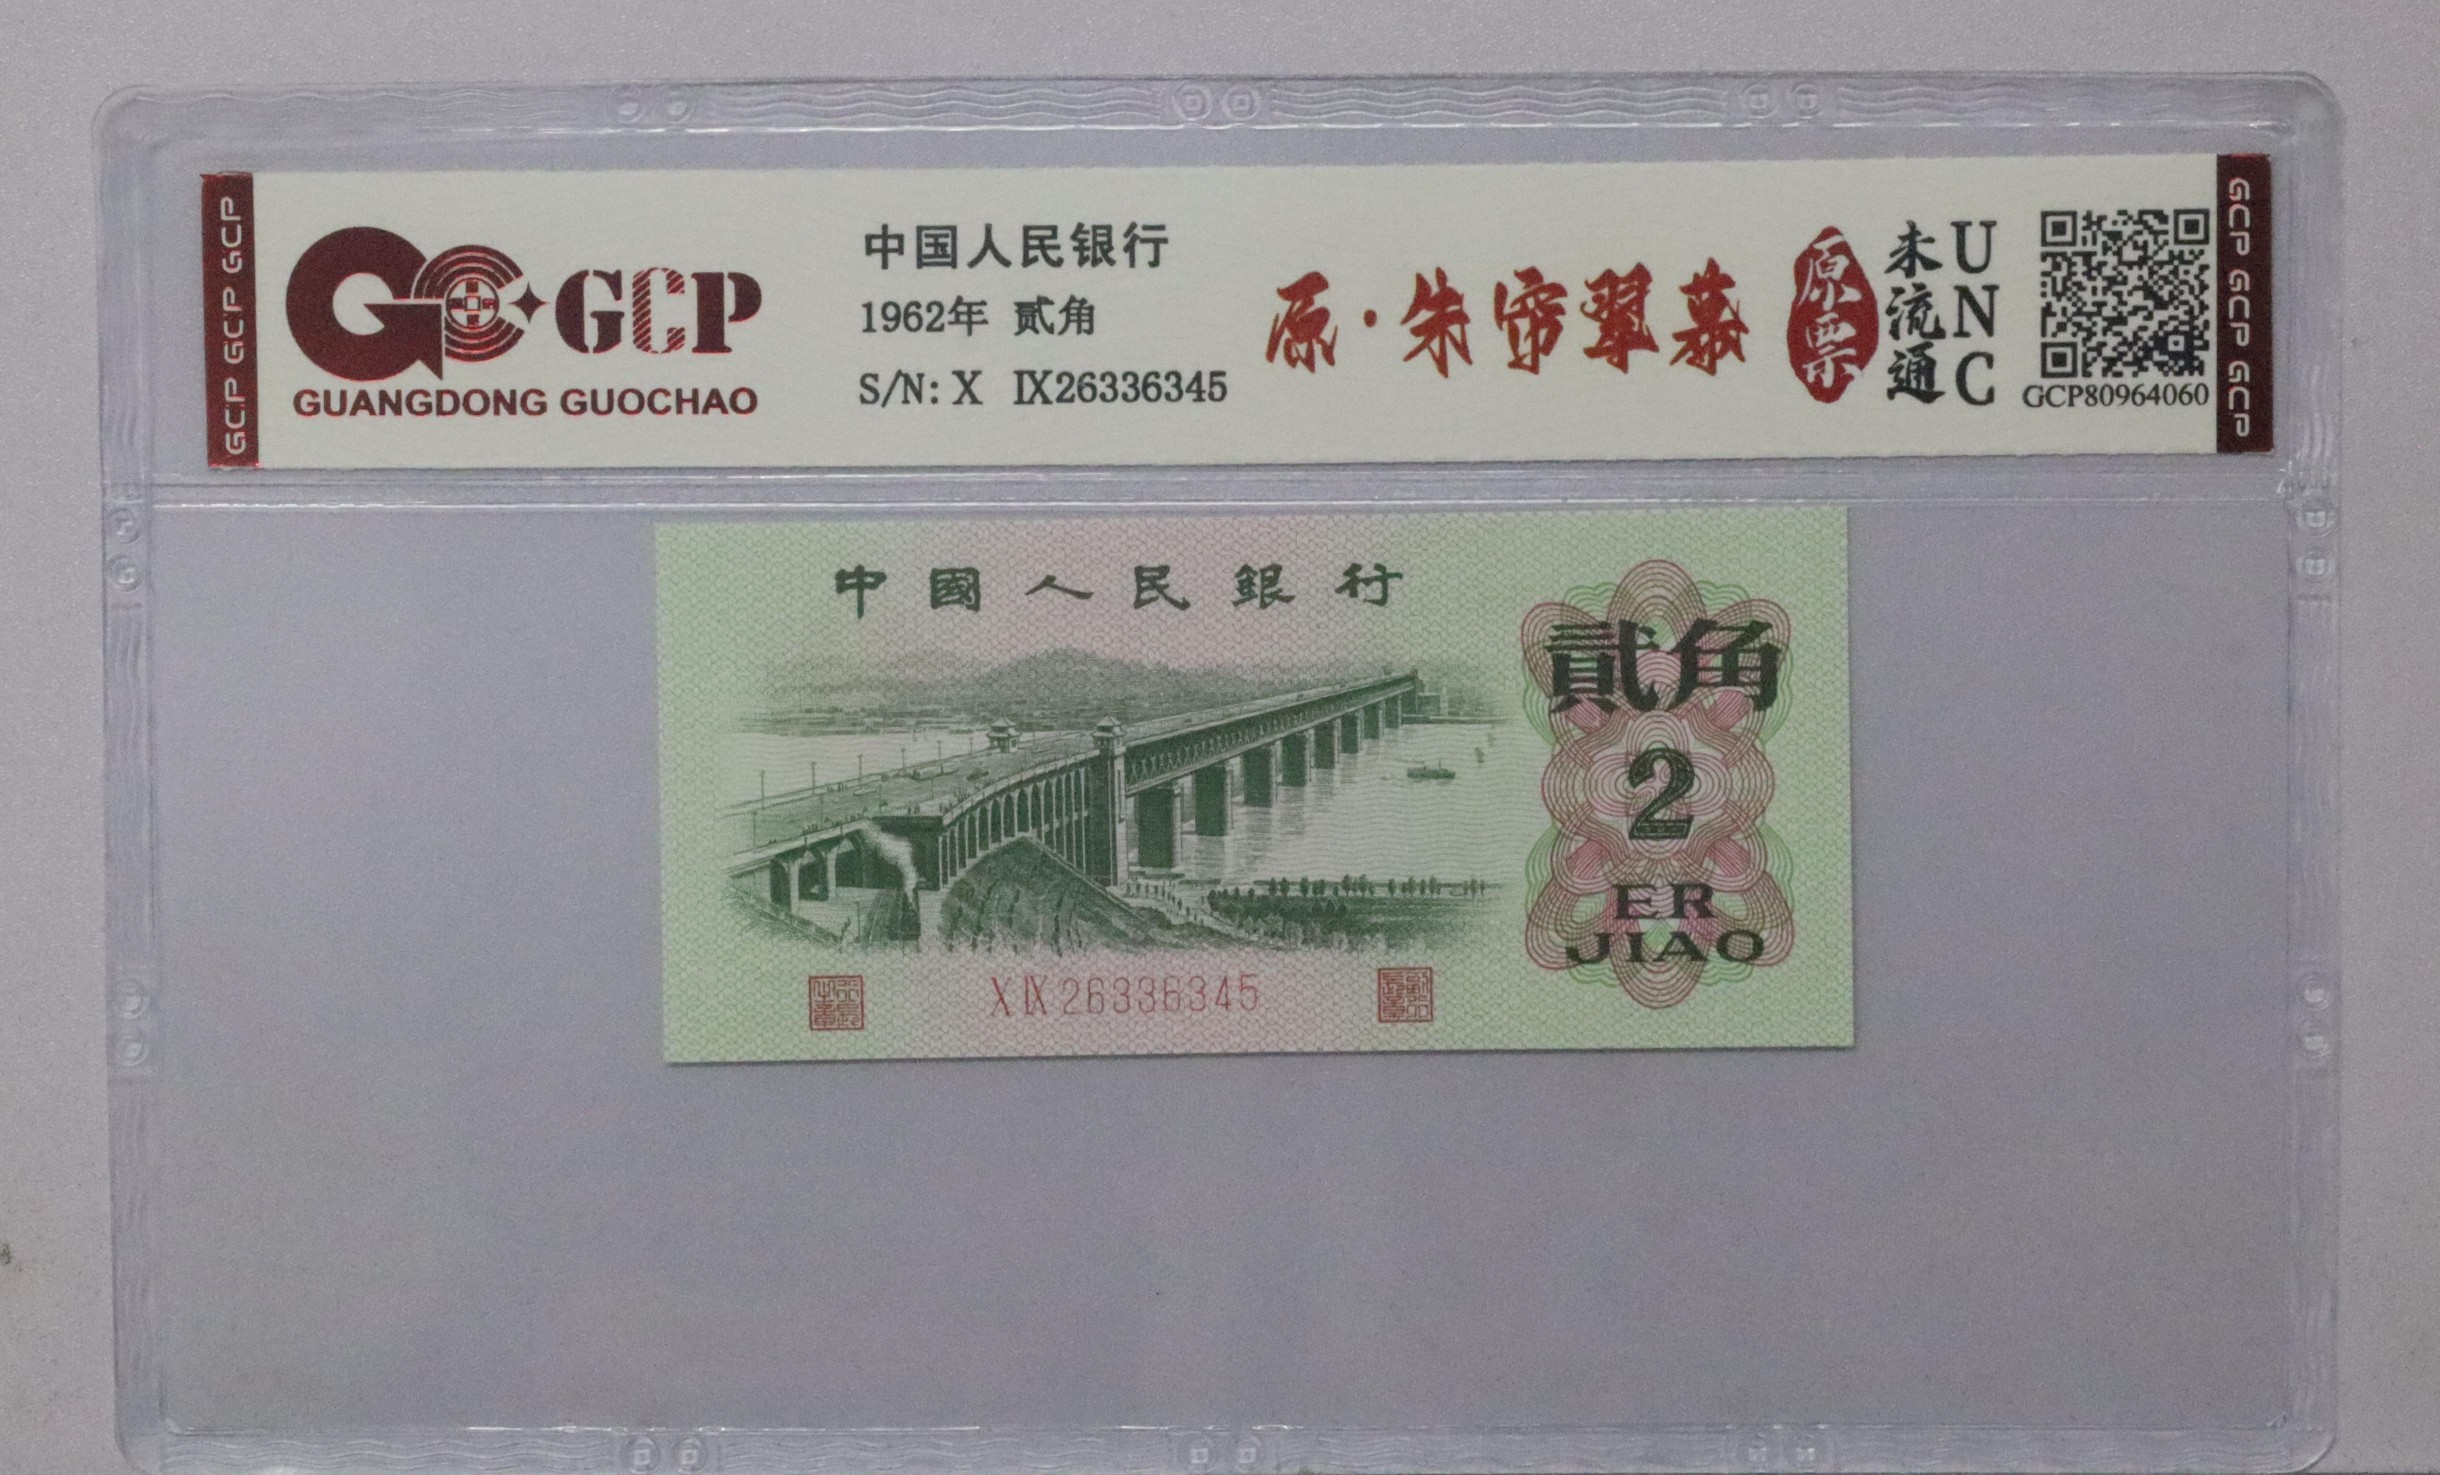 GCP GCP GCP
GCP
GUANGDONG GUOCHAO
中国人民银行
1962年 贰角
S/N: X IX26336345
原·朱帘翠幕
原票
未流通
UNC
GCP80964060
GCP GCP GCP
中國人民銀行
貳角
2
ER
JIAO
X IX 26336345